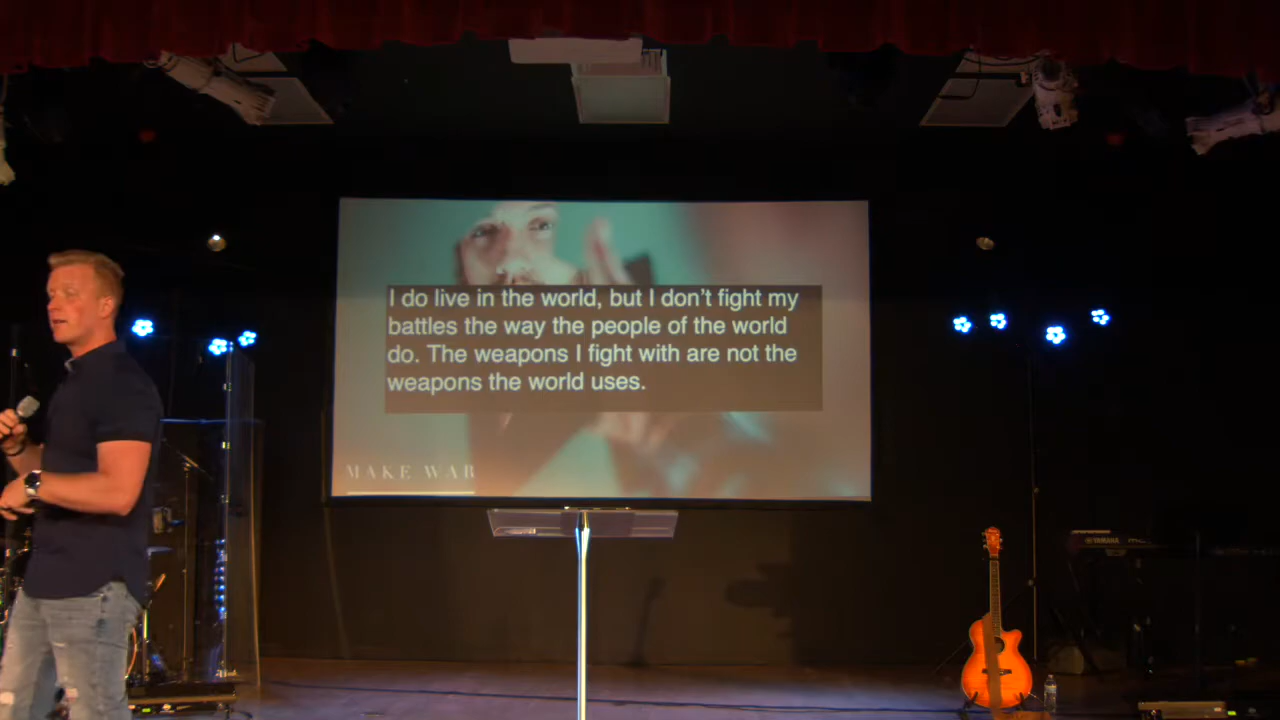 I do live in the world, but I don't fight my
battles the way the people of the world
do. The weapons I fight with are not the
weapons the world uses.
MAKE WAR
YAMAHA